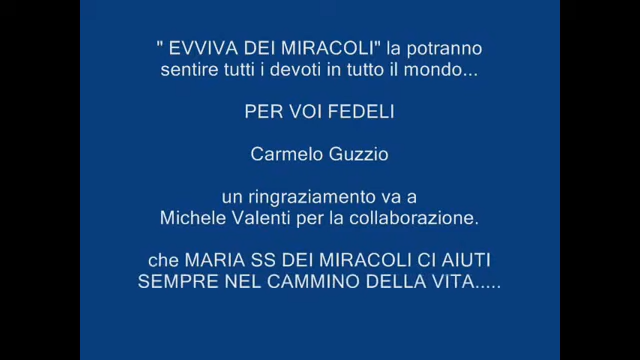 " EVVIVA DEI MIRACOLI" la potranno
sentire tutti i devoti in tutto il mondo...
PER VOI FEDELI
Carmelo Guzzio
un ringraziamento va a
Michele Valenti per la collaborazione.
che MARIA SS DEI MIRACOLI CI AIUTI
SEMPRE NEL CAMMINO DELLA VITA.....